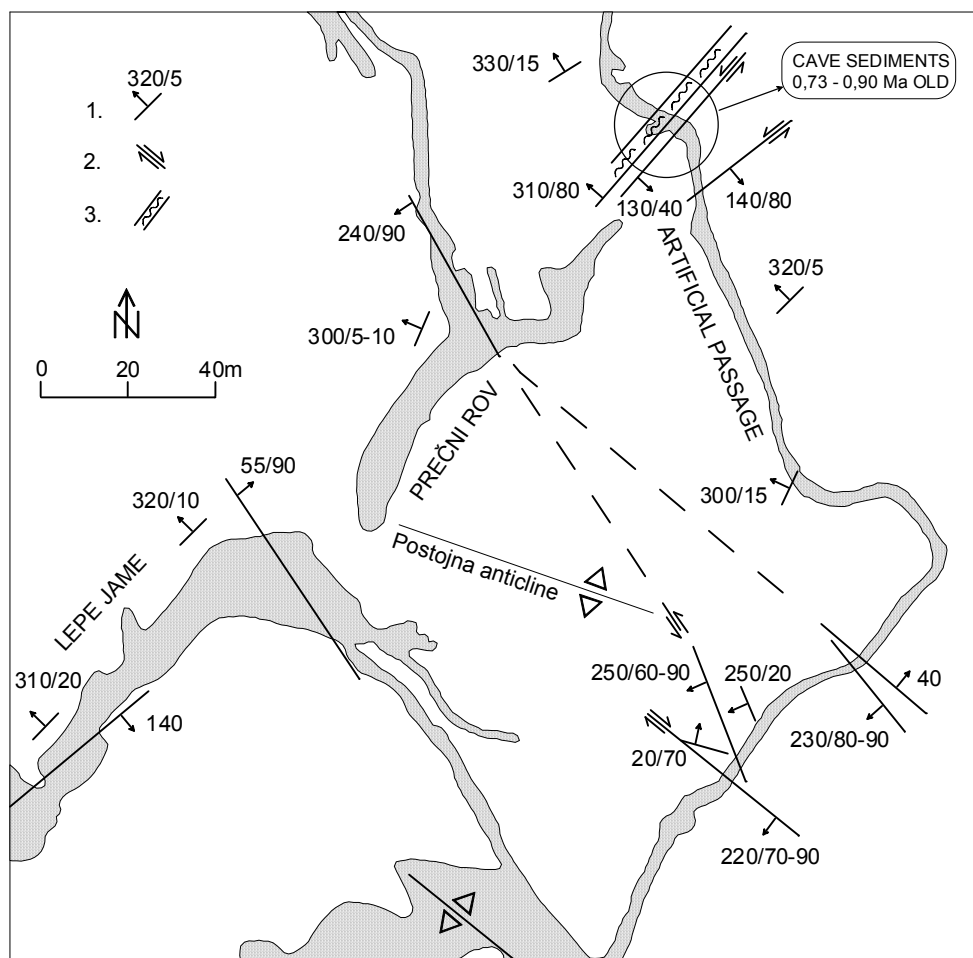 320/5
1.
2.
3.
N
0 20 40m
330/15
CAVE SEDIMENTS
0,73 - 0,90 Ma OLD
310/80
130/40
140/80
240/90
ARTIFICIAL PASSAGE
320/5
300/5-10
PREČNI ROV
55/90
320/10
300/15
Postojna anticline
LEPE JAME
310/20
140
250/60-90
250/20
40
230/80-90
20/70
220/70-90